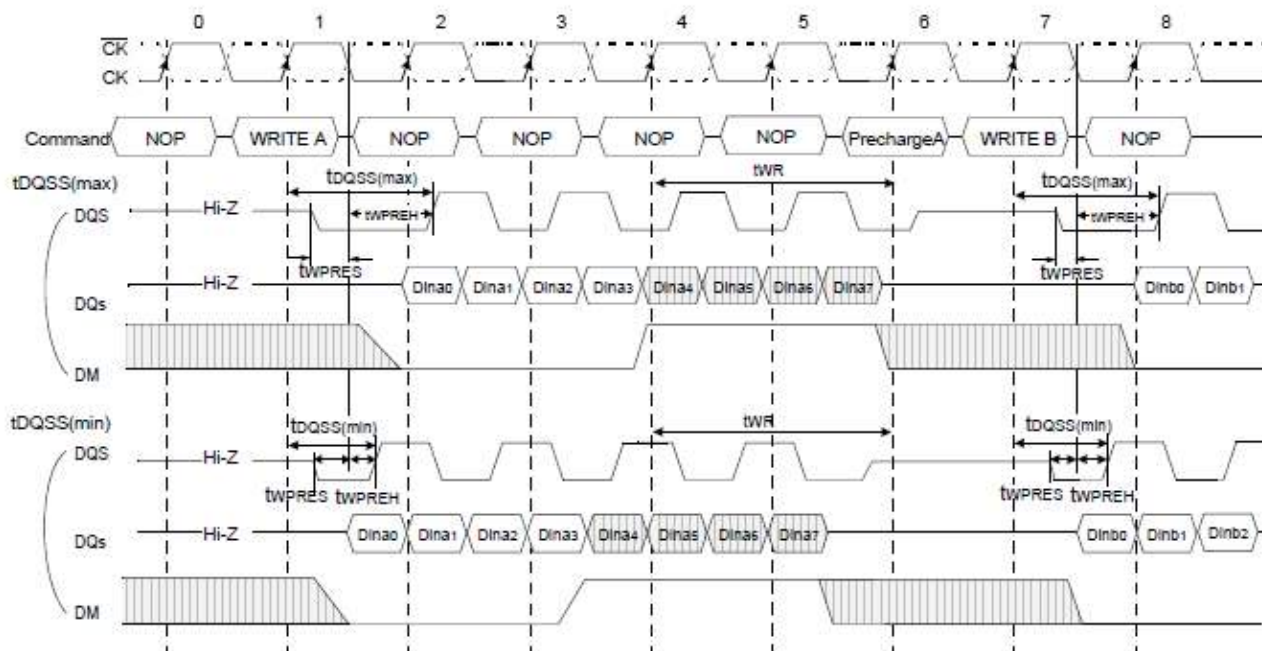 0 1 2 3 4 5 6 7 8
CK
CK
Command NOP WRITE A NOP NOP NOP NOP PrechargeA WRITE B NOP
tDQSS(max) tDQSS(max) tWR tDQSS(max)
DQS Hi-Z tWPREH tWPREH
tWPRES tWPRES
DQs Hi-Z Dina0 Dina1 Dina2 Dina3 Dina4 Dina5 Dina6 Dina7 Dinb0 Dinb1
DM
tDQSS(min) tDQSS(min) tWR tDQSS(min)
DQS Hi-Z
tWPRES tWPREH tWPRES tWPREH
DQs Hi-Z Dina0 Dina1 Dina2 Dina3 Dina4 Dina5 Dina6 Dina7 Dinb0 Dinb1 Dinb2
DM